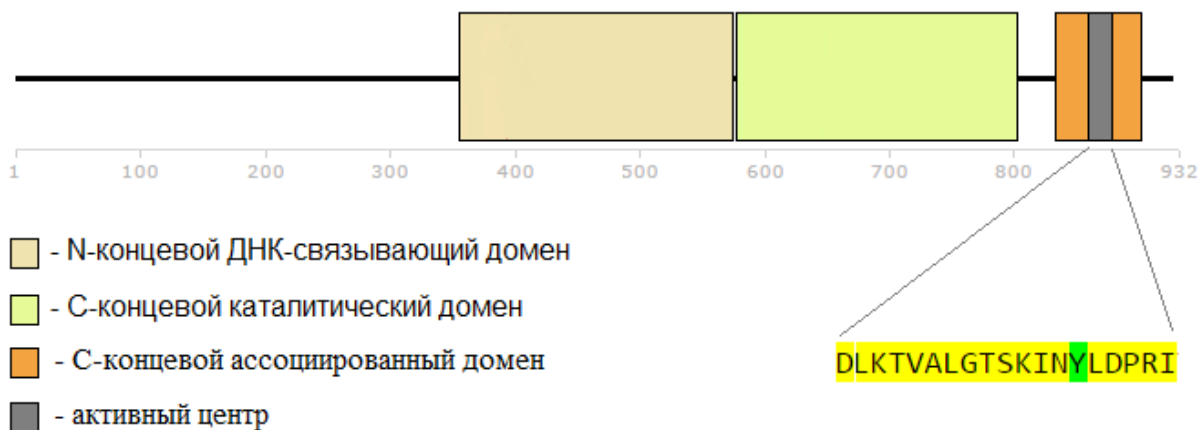 1 100 200 300 400 500 600 700 800 932
- N-концевой ДНК-связывающий домен
- С-концевой каталитический домен
- С-концевой ассоциированный домен
- активный центр
DLKTVALGTSKINYLDPRI